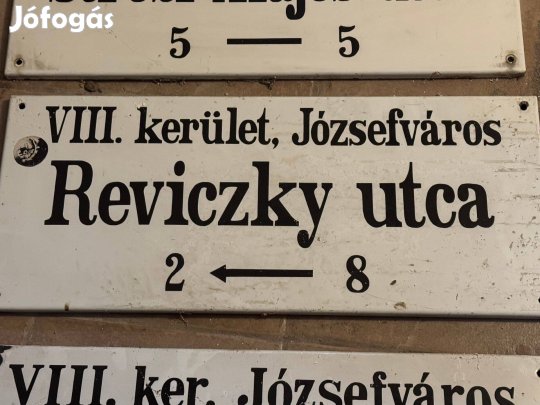 Jófogás
5 — 5
VIII. kerület, Józsefváros
Reviczky utca
2 ← 8
VIII. ker. Józsefváros